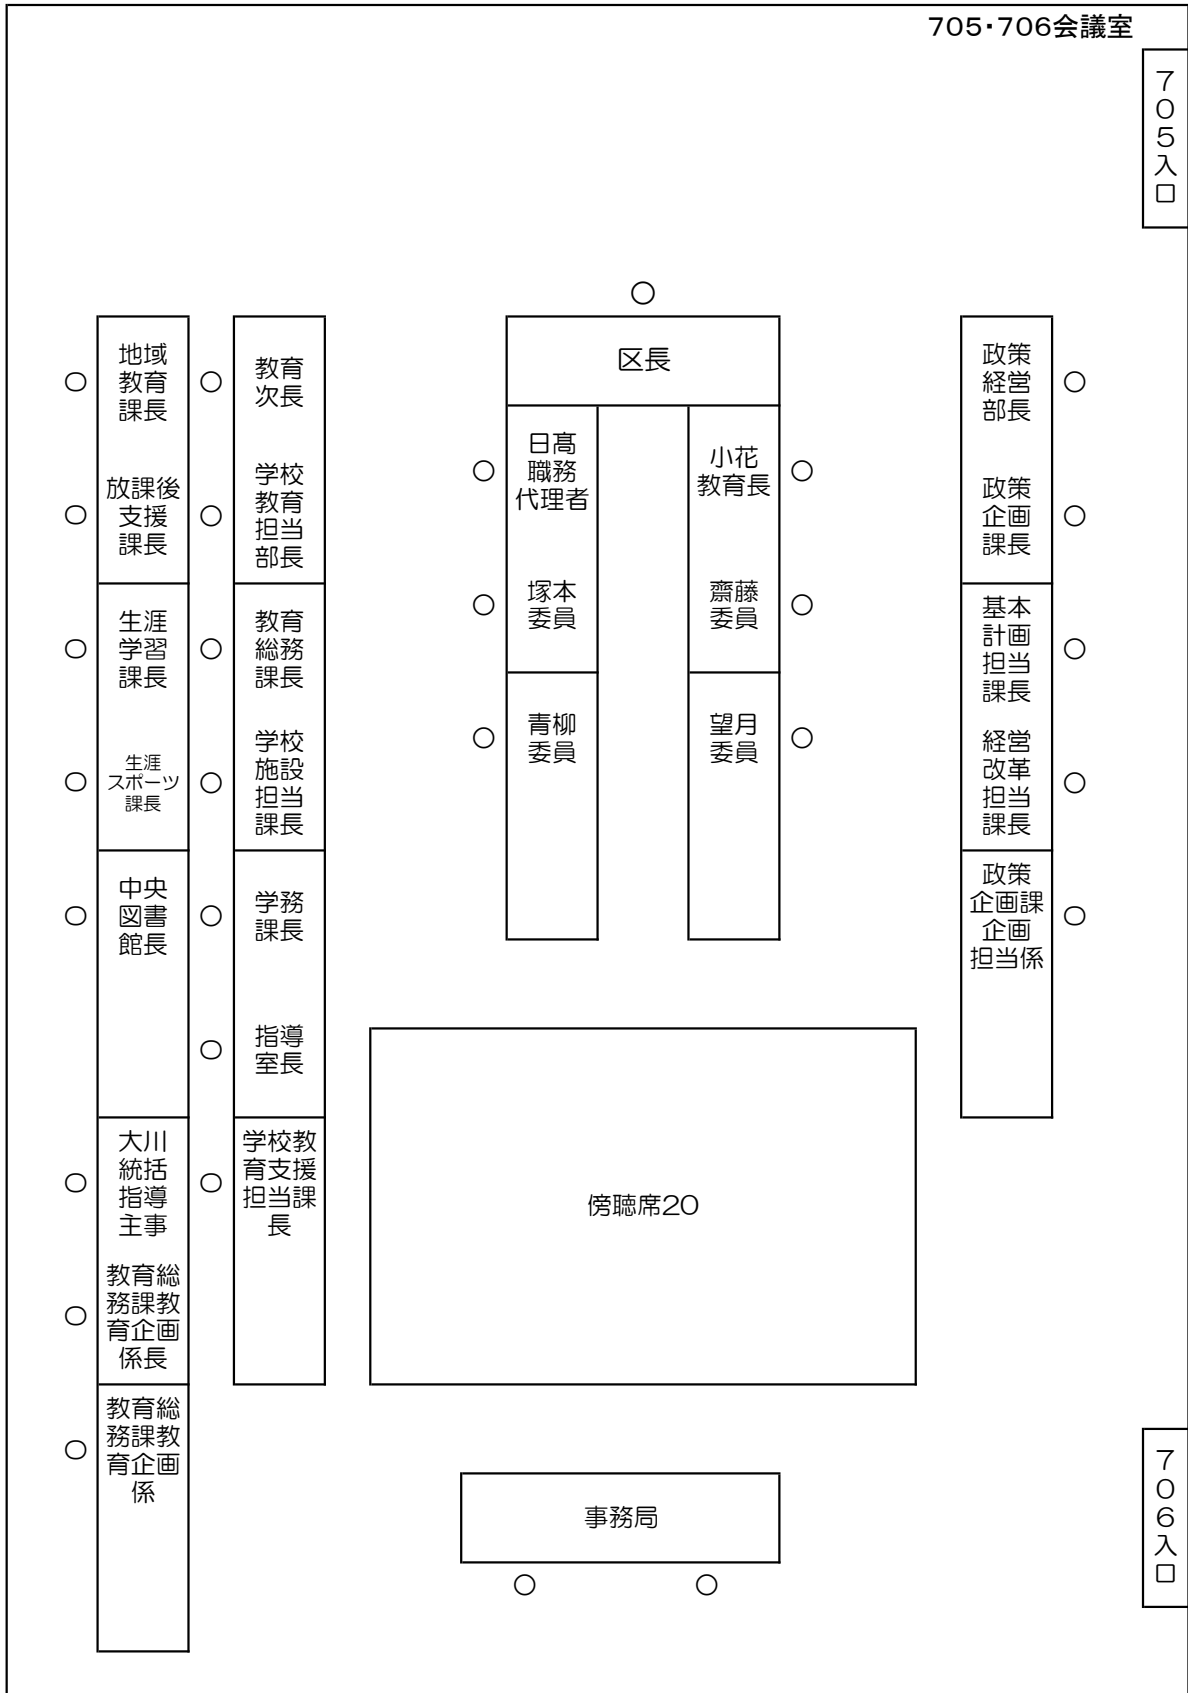 705・706会議室
705入口
区長
日髙
職務
代理者
塚本
委員
青柳
委員
小花
教育長
齋藤
委員
望月
委員
地域
教育
課長
放課後
支援
課長
生涯
学習
課長
生涯
スポーツ
課長
中央
図書
館長
大川
統括
指導
主事
教育総
務課教
育企画
係長
教育総
務課教
育企画
係
教育
次長
学校
教育
担当
部長
教育
総務
課長
学校
施設
担当
課長
学務
課長
指導
室長
学校教
育支援
担当課
長
政策
経営
部長
政策
企画
課長
基本
計画
担当
課長
経営
改革
担当
課長
政策
企画課
企画
担当係
傍聴席20
事務局
706入口